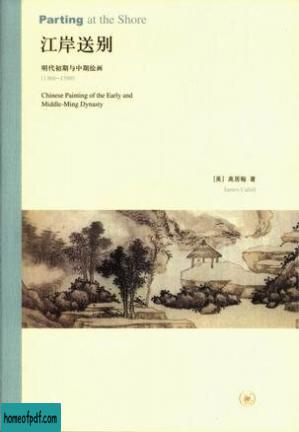 Parting at the Shore
江岸送别
明代初期与中期绘画
(1368–1580)
Chinese Painting of the Early and
Middle-Ming Dynasty
[美] 高居翰 著
James Cahill
homeofpdf.com